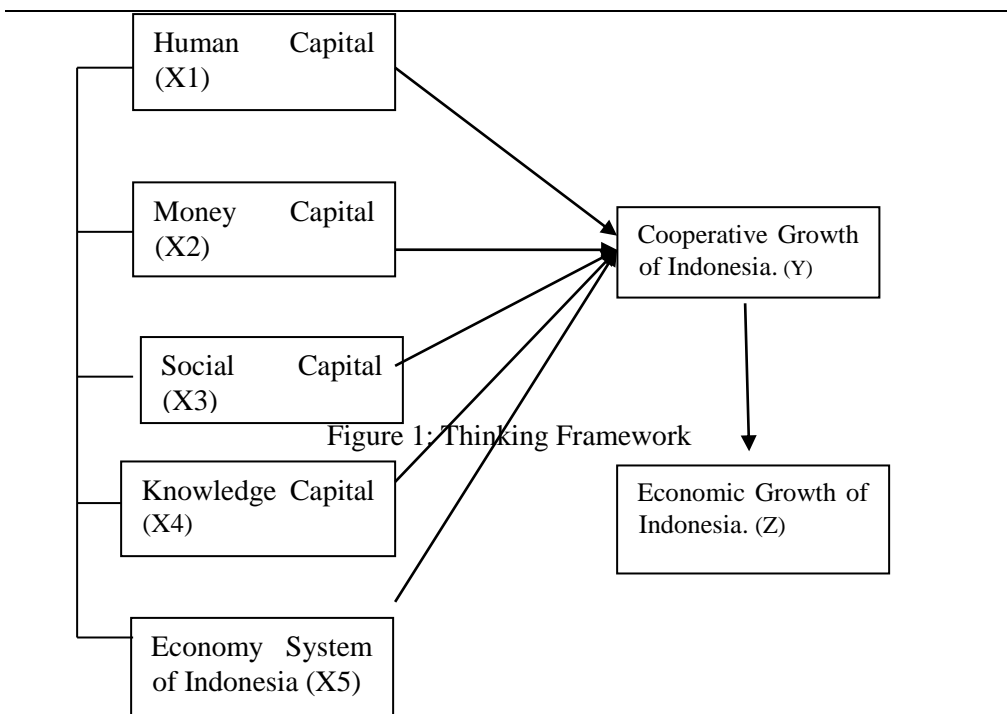 Human Capital
(X1)
Money Capital
(X2)
Cooperative Growth
of Indonesia. (Y)
Social Capital
(X3)
Figure 1: Thinking Framework
Knowledge Capital
(X4)
Economic Growth of
Indonesia. (Z)
Economy System
of Indonesia (X5)